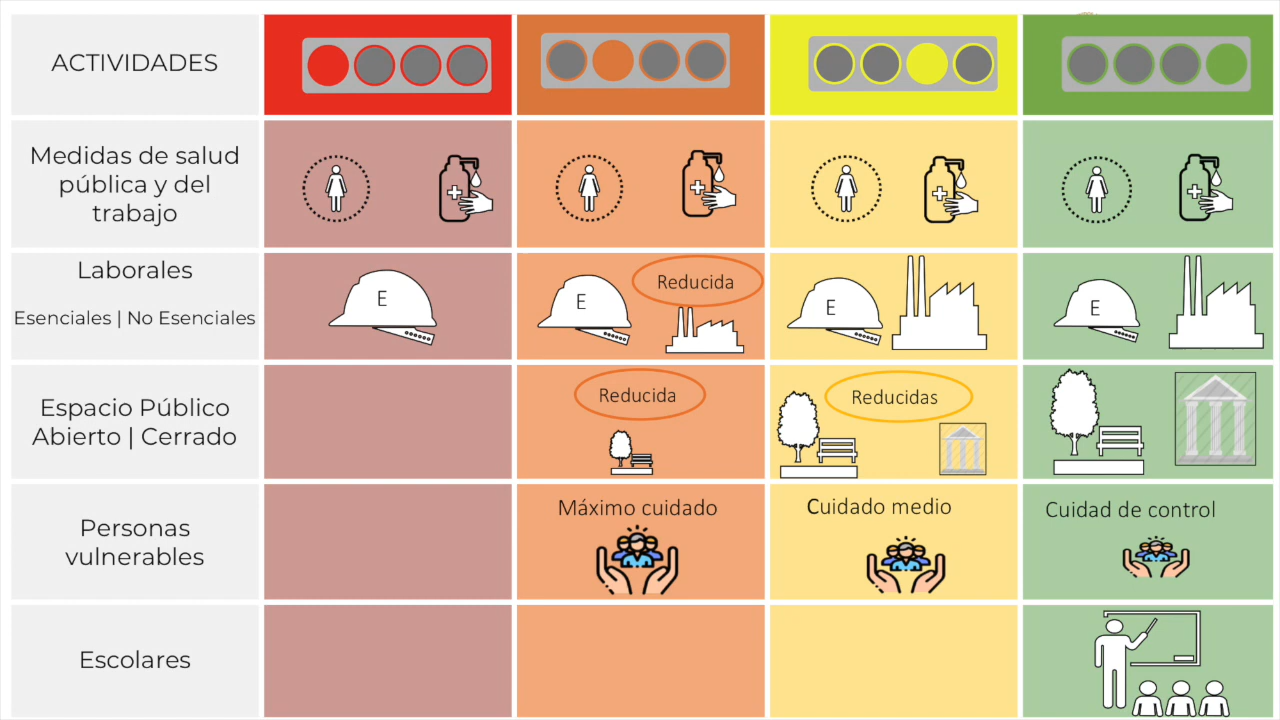 ACTIVIDADES
Medidas de salud
pública y del
trabajo
Laborales
Esenciales | No Esenciales
E
E
Reducida
E
E
Espacio Público
Abierto | Cerrado
Reducida
Reducidas
Personas
vulnerables
Máximo cuidado
Cuidado medio
Cuidad de control
Escolares